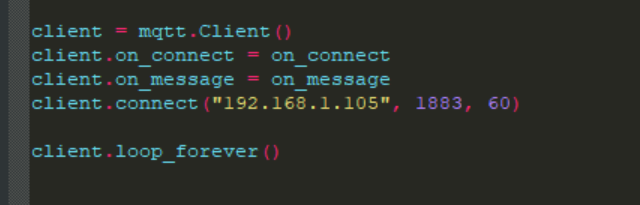 client = mqtt.Client()
client.on_connect = on_connect
client.on_message = on_message
client.connect("192.168.1.105", 1883, 60)
client.loop_forever()